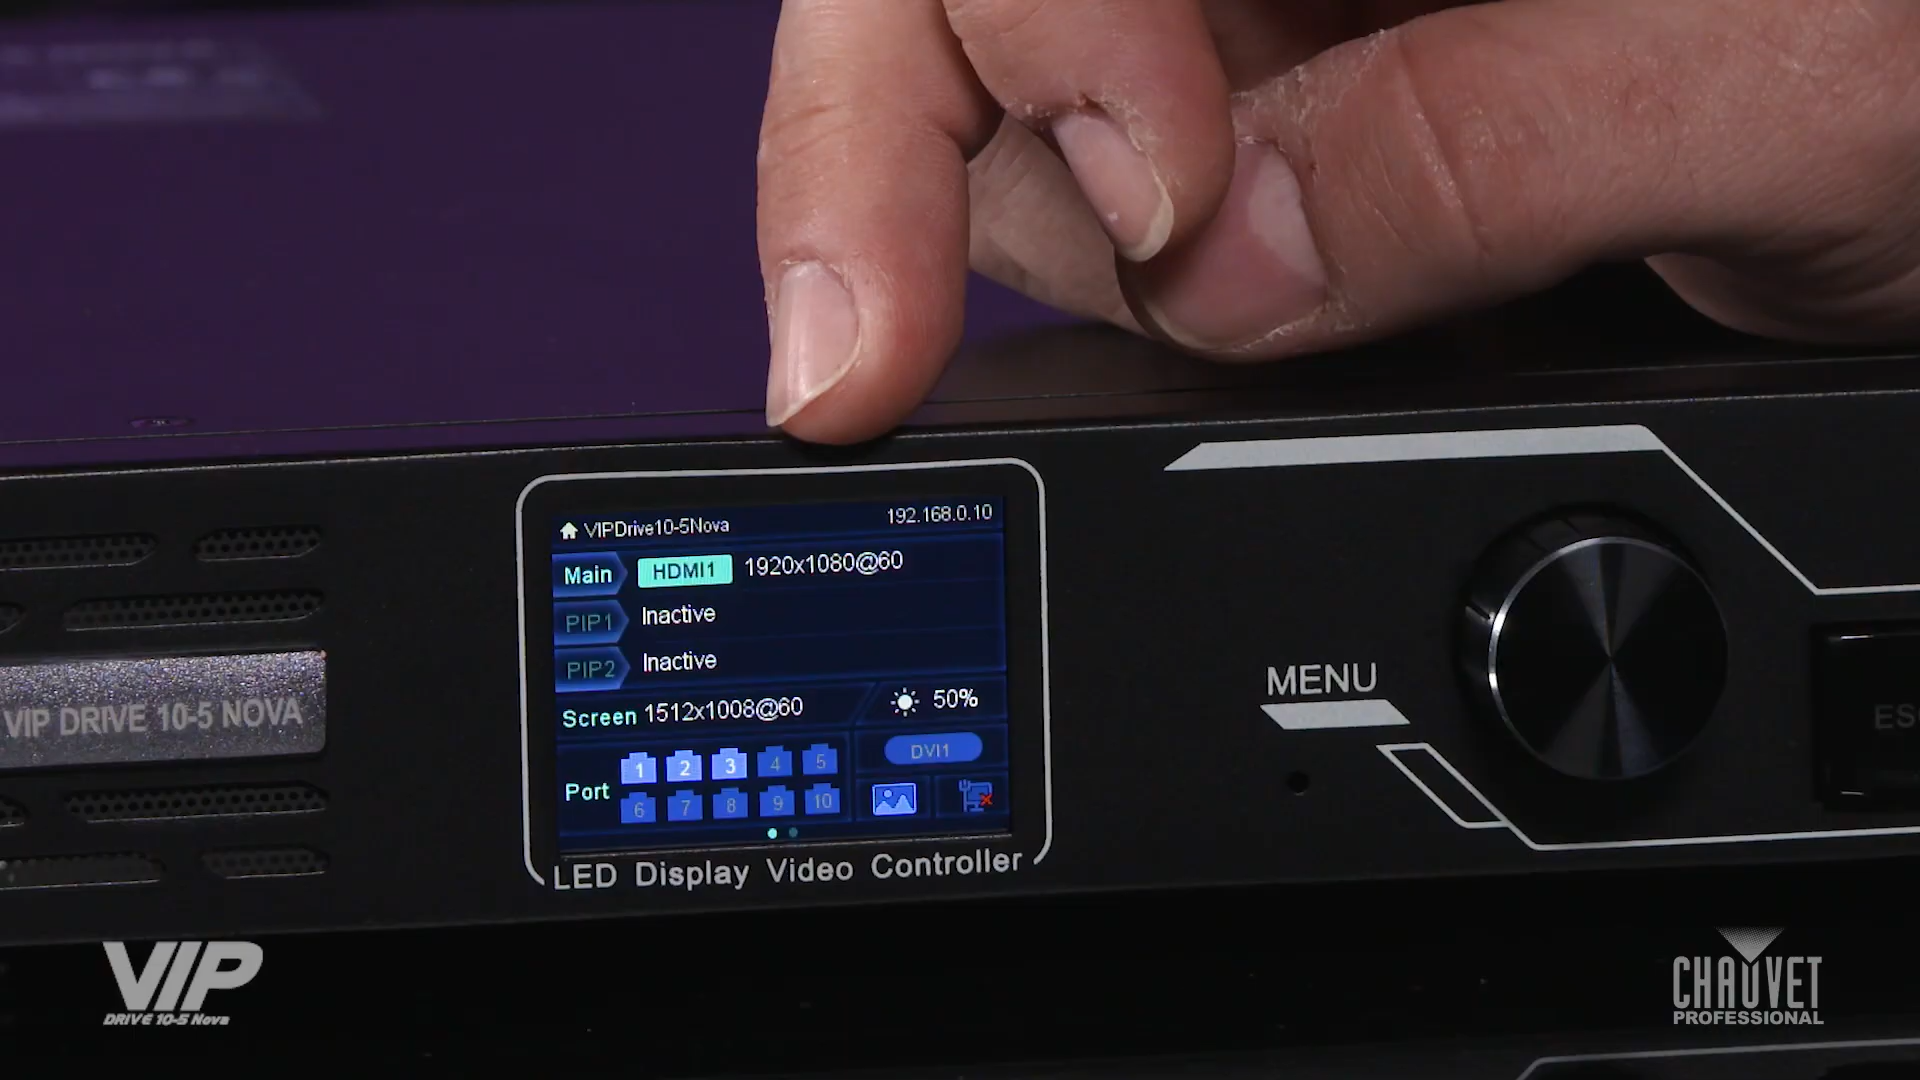 VIPDrive10-5Nova 192.168.0.10
Main HDMI1 1920x1080@60
PIP1 Inactive
PIP2 Inactive
Screen 1512x1008@60 50%
DVI1
Port 1 2 3 4 5
6 7 8 9 10
LED Display Video Controller
VIP DRIVE 10-5 NOVA
MENU
ES
VIP
DRIVE 10-5 Nova
CHAUVET
PROFESSIONAL